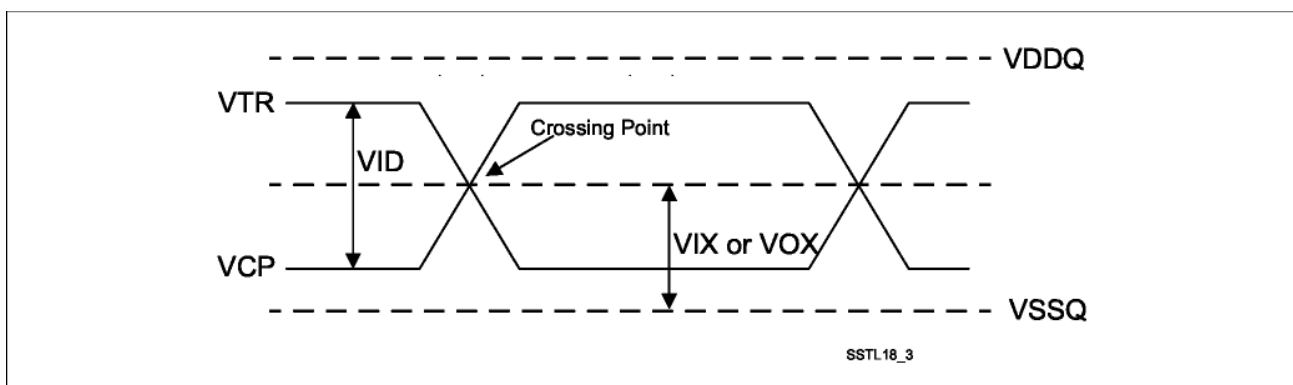 VDDQ
VTR
Crossing Point
VID
VIX or VOX
VCP
VSSQ
SSTL18_3